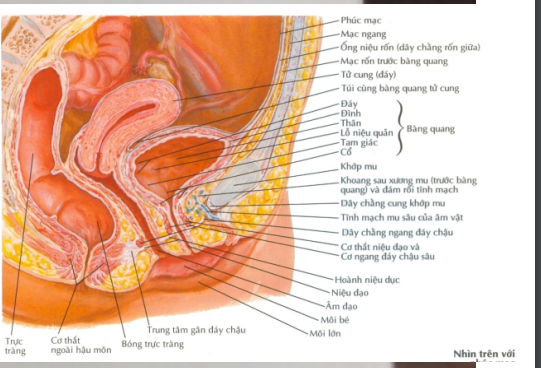 Phúc mạc
Mạc ngang
Ống niệu rốn (dây chằng rốn giữa)
Mạc rốn trước bàng quang
Tử cung (đáy)
Túi cùng bàng quang tử cung
Đáy
Đỉnh
Thân
Lỗ niệu quản
Tam giác
Cổ
Bàng quang
Khớp mu
Khoang sau xương mu (trước bàng
quang) và đám rối tĩnh mạch
Dây chằng cung khớp mu
Tĩnh mạch mu sâu của âm vật
Dây chằng ngang đáy chậu
Cơ thắt niệu đạo và
Cơ ngang đáy chậu sâu
Hoành niệu dục
Niệu đạo
Âm đạo
Môi bé
Môi lớn
Trung tâm gân đáy chậu
Bóng trực tràng
Cơ thắt
ngoài hậu môn
Trực
tràng
Nhìn trên với